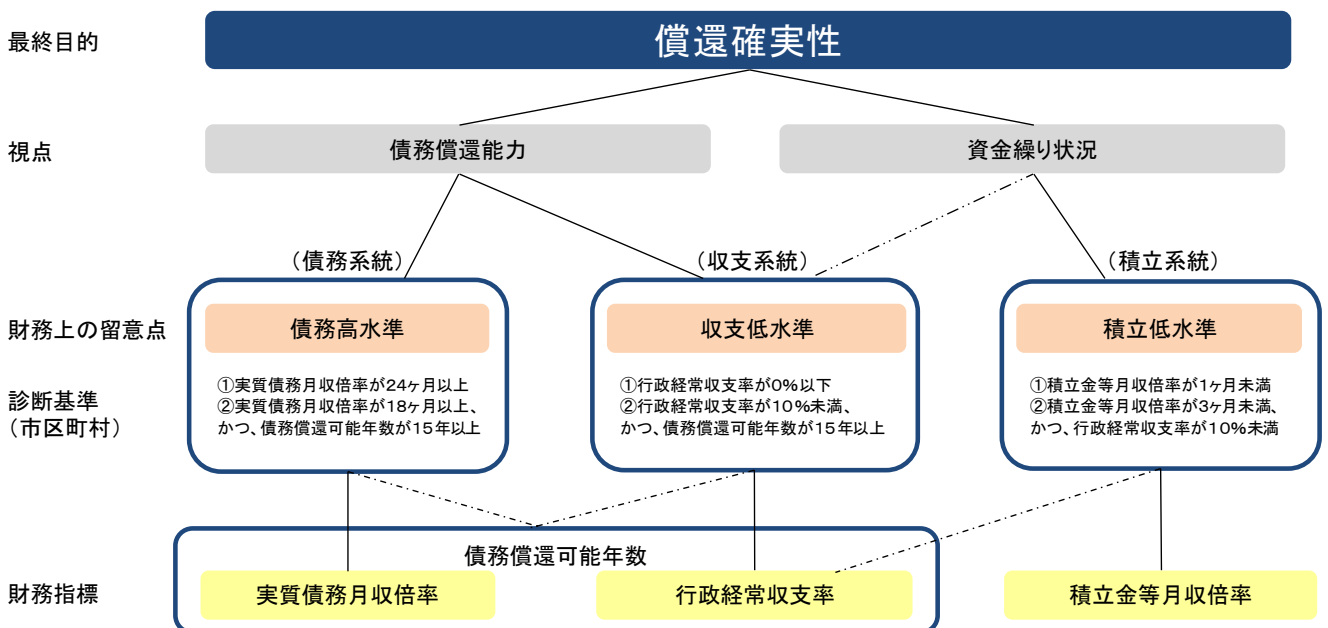 最終目的
償還確実性
視点
債務償還能力
資金繰り状況
（債務系統）
（収支系統）
（積立系統）
財務上の留意点
債務高水準
収支低水準
積立低水準
診断基準
（市区町村）
①実質債務月収倍率が24ヶ月以上
②実質債務月収倍率が18ヶ月以上、
かつ、債務償還可能年数が15年以上
①行政経常収支率が0%以下
②行政経常収支率が10%未満、
かつ、債務償還可能年数が15年以上
①積立金等月収倍率が1ヶ月未満
②積立金等月収倍率が3ヶ月未満、
かつ、行政経常収支率が10%未満
債務償還可能年数
財務指標
実質債務月収倍率
行政経常収支率
積立金等月収倍率